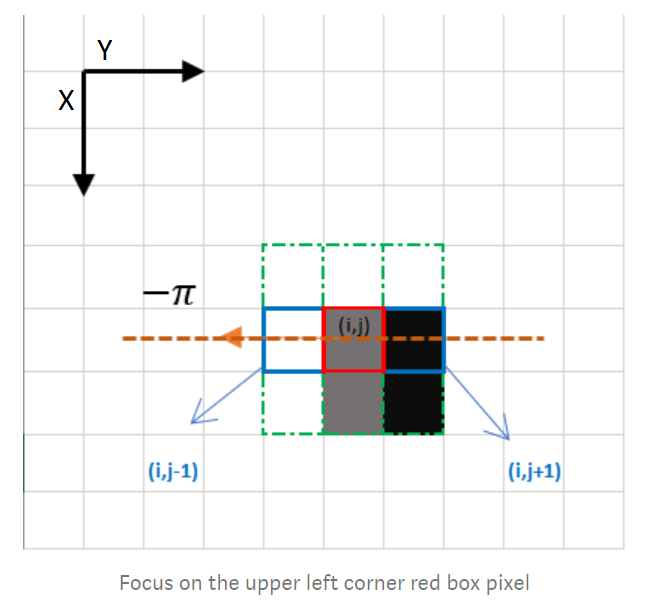 Y
X
−π
(i,j)
(i,j-1)
(i,j+1)
Focus on the upper left corner red box pixel